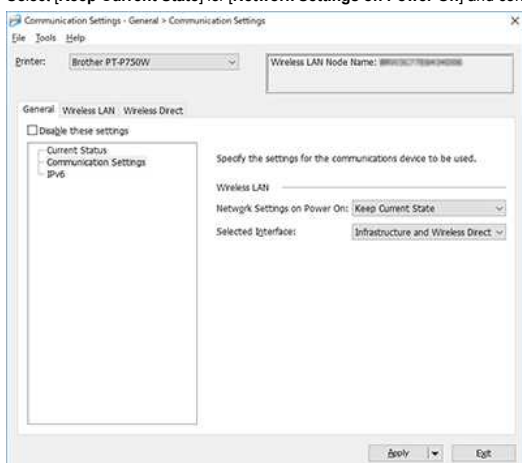 Select [Keep Current State] for [Network Settings on Power On] and
Communication Settings - General > Communication Settings
File Tools Help
Printer: Brother PT-P750W
Wireless LAN Node Name:
General Wireless LAN Wireless Direct
Disable these settings
Current Status
Communication Settings
IPv6
Specify the settings for the communications device to be used.
Wireless LAN
Network Settings on Power On: Keep Current State
Selected Interface: Infrastructure and Wireless Direct
Apply Exit